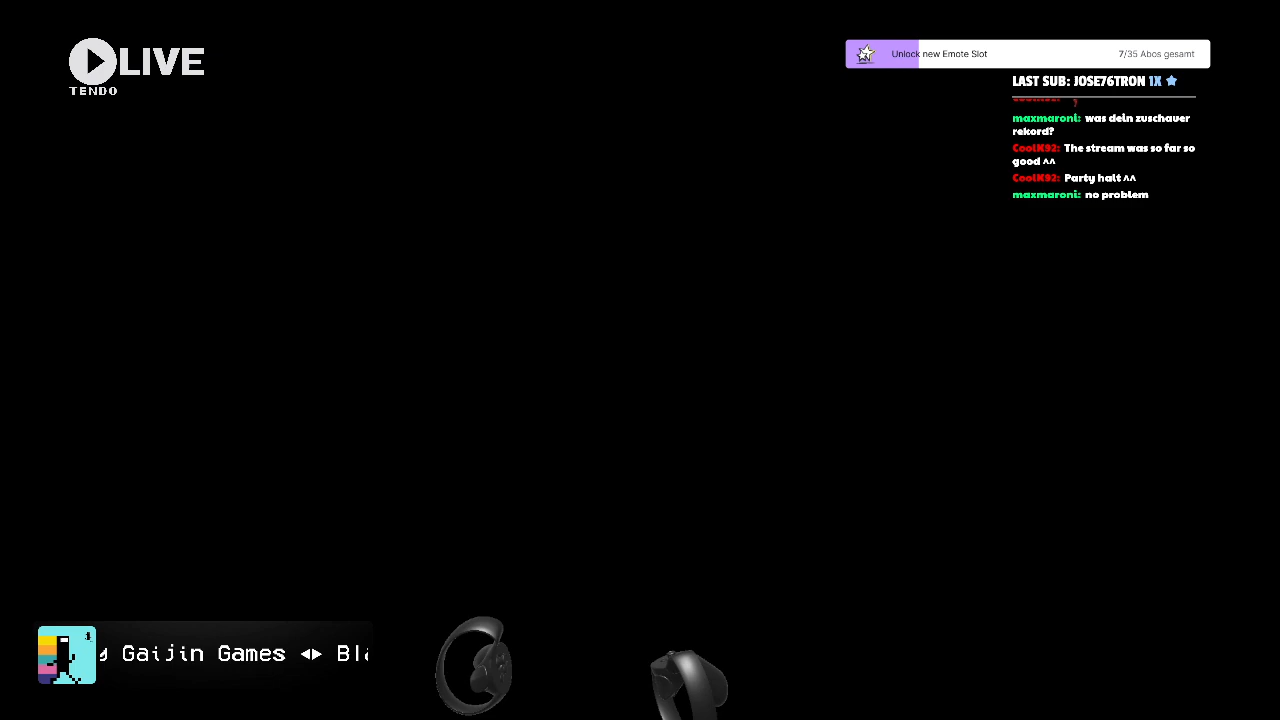 LIVE
TENDO
Unlock new Emote Slot
7/35 Abos gesamt
LAST SUB: JOSE76TRON 1X
maxmaroni: was dein zuschauer
rekord?
CoolK92: The stream was so far so
good ^^
CoolK92: Party halt ^^
maxmaroni: no problem
Gaijin Games ◄► Bla